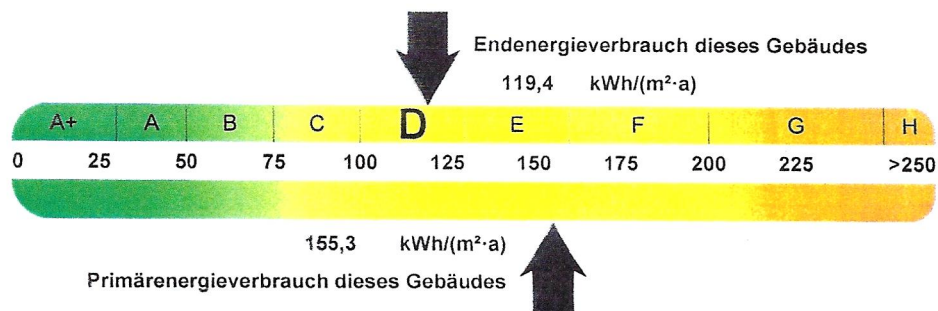 Endenergieverbrauch dieses Gebäudes
119,4 kWh/(m²·a)
A+ A B C D E F G H
0 25 50 75 100 125 150 175 200 225 >250
155,3 kWh/(m²·a)
Primärenergieverbrauch dieses Gebäudes